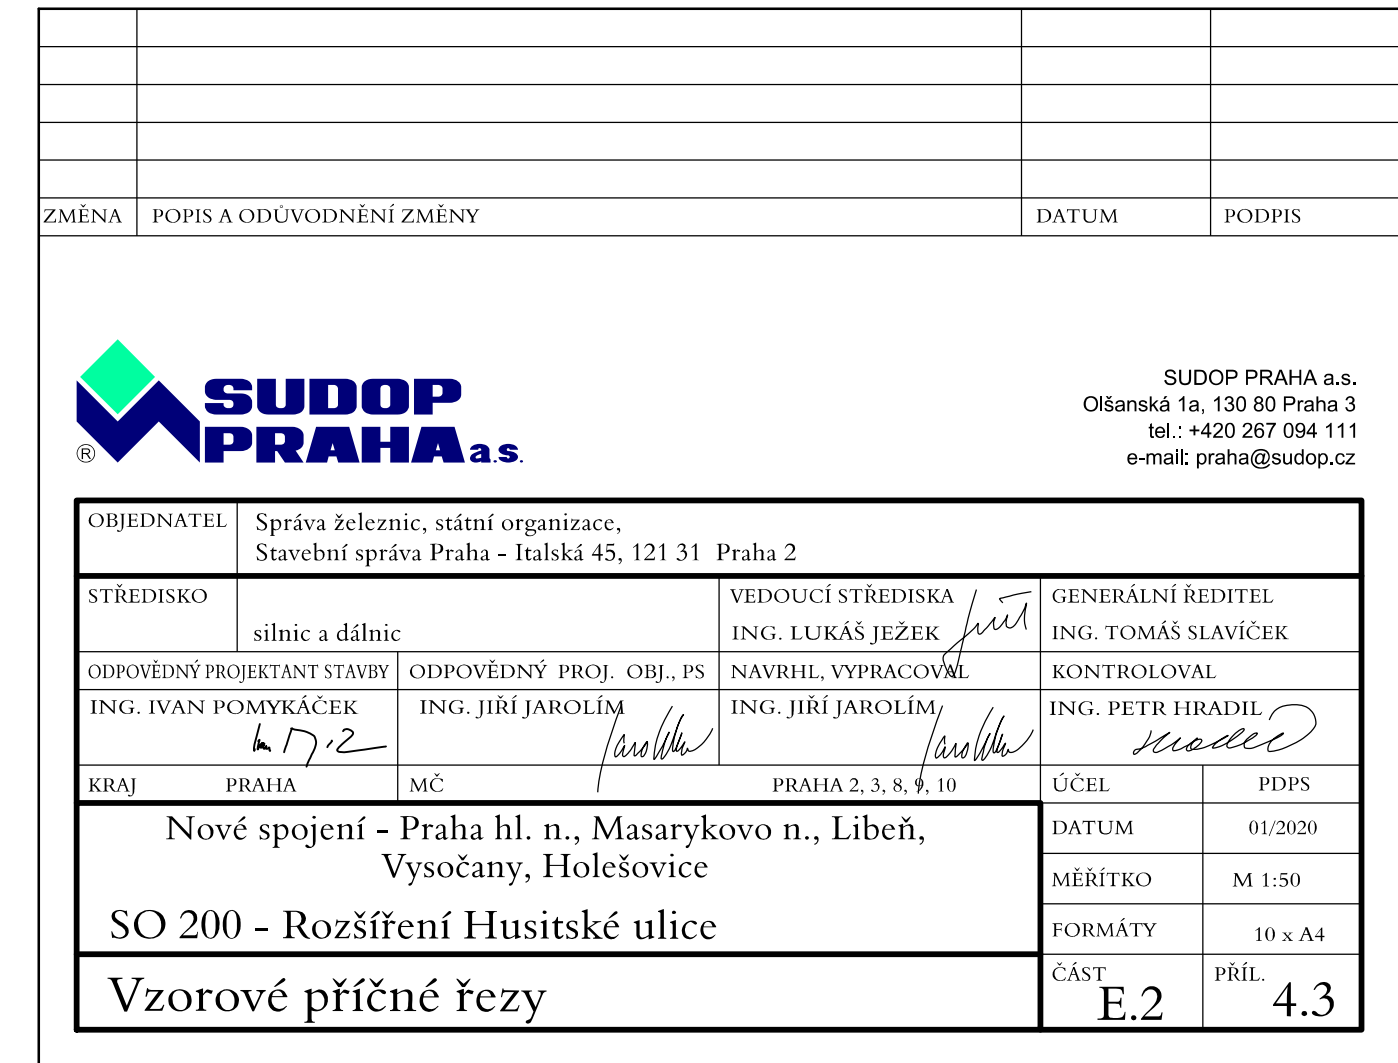 ZMĚNA POPIS A ODŮVODNĚNÍ ZMĚNY DATUM PODPIS
SUDOP
PRAHA a.s.
®
SUDOP PRAHA a.s.
Olšanská 1a, 130 80 Praha 3
tel.: +420 267 094 111
e-mail: praha@sudop.cz
OBJEDNATEL Správa železnic, státní organizace,
Stavební správa Praha - Italská 45, 121 31 Praha 2
STŘEDISKO VEDOUCÍ STŘEDISKA GENERÁLNÍ ŘEDITEL
silnic a dálnic ING. LUKÁŠ JEŽEK ING. TOMÁŠ SLAVÍČEK
ODPOVĚDNÝ PROJEKTANT STAVBY ODPOVĚDNÝ PROJ. OBJ., PS NAVRHL, VYPRACOVAL KONTROLOVAL
ING. IVAN POMYKÁČEK ING. JIŘÍ JAROLÍM ING. JIŘÍ JAROLÍM ING. PETR HRADIL
KRAJ PRAHA MČ PRAHA 2, 3, 8, 9, 10 ÚČEL PDPS
Nové spojení - Praha hl. n., Masarykovo n., Libeň,
Vysočany, Holešovice
DATUM 01/2020
MĚŘÍTKO M 1:50
SO 200 - Rozšíření Husitské ulice
FORMÁTY 10 x A4
Vzorové příčné řezy
ČÁST E.2 PŘÍL. 4.3